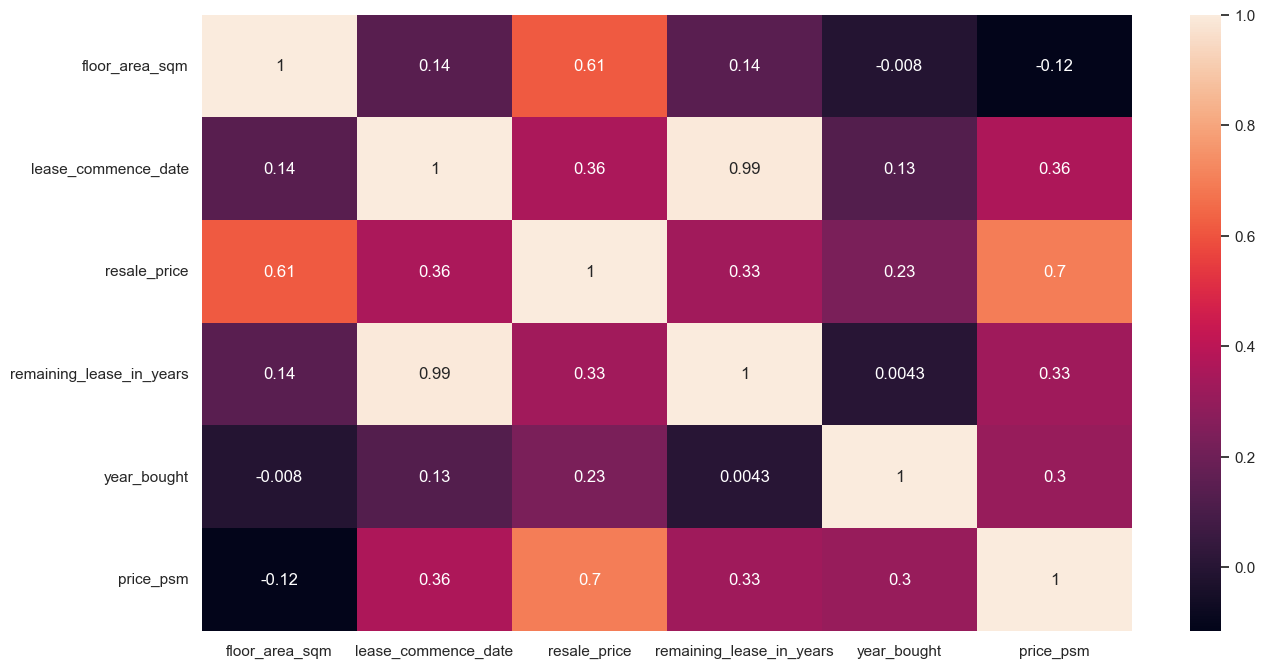 floor_area_sqm 1 0.14 0.61 0.14 -0.008 -0.12
lease_commence_date 0.14 1 0.36 0.99 0.13 0.36
resale_price 0.61 0.36 1 0.33 0.23 0.7
remaining_lease_in_years 0.14 0.99 0.33 1 0.0043 0.33
year_bought -0.008 0.13 0.23 0.0043 1 0.3
price_psm -0.12 0.36 0.7 0.33 0.3 1
floor_area_sqm lease_commence_date resale_price remaining_lease_in_years year_bought price_psm
1.0
0.8
0.6
0.4
0.2
0.0